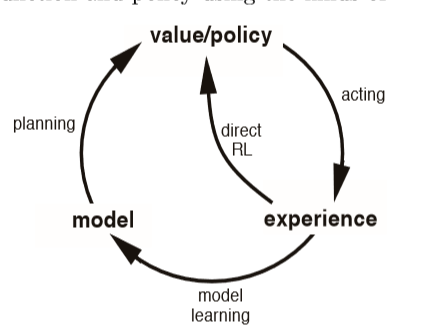 value/policy
acting
planning
direct
RL
model
experience
model
learning